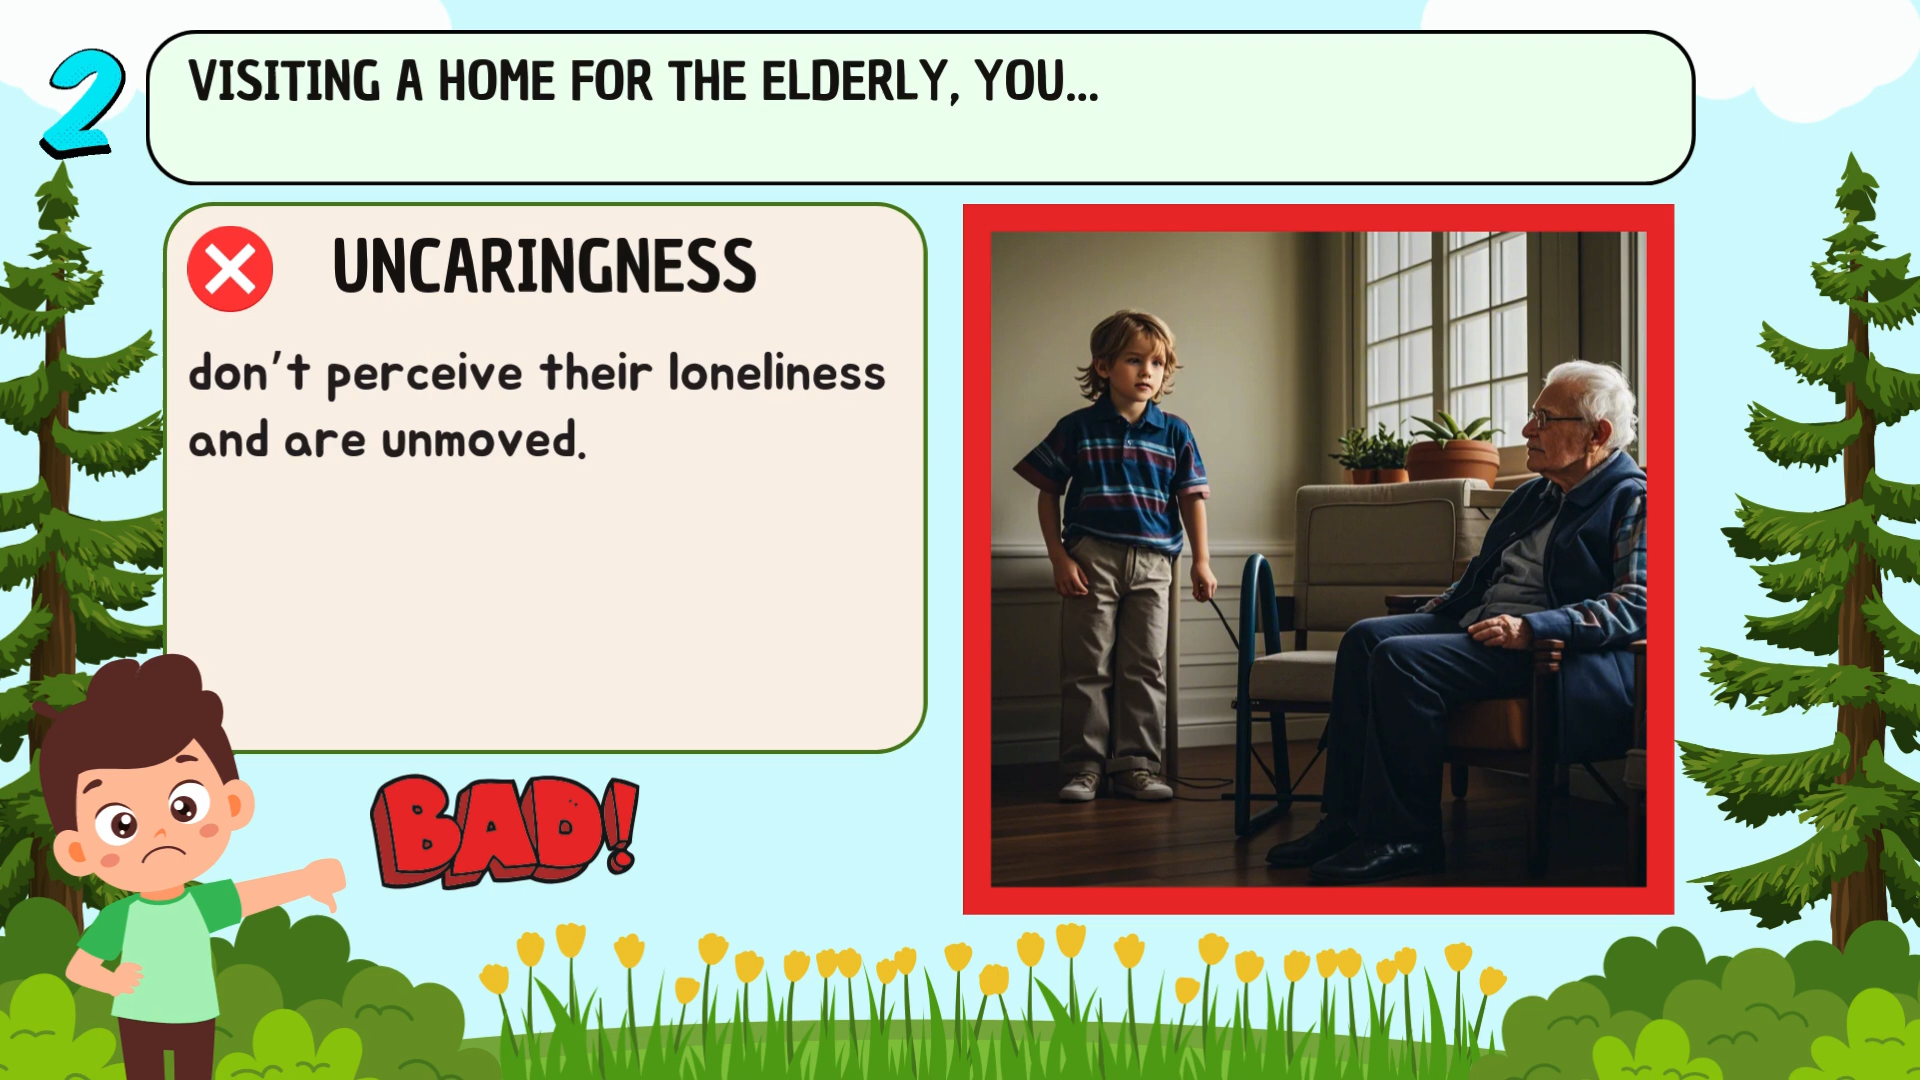 2
VISITING A HOME FOR THE ELDERLY, YOU...
UNCARINGNESS
don't perceive their loneliness
and are unmoved.
BAD!